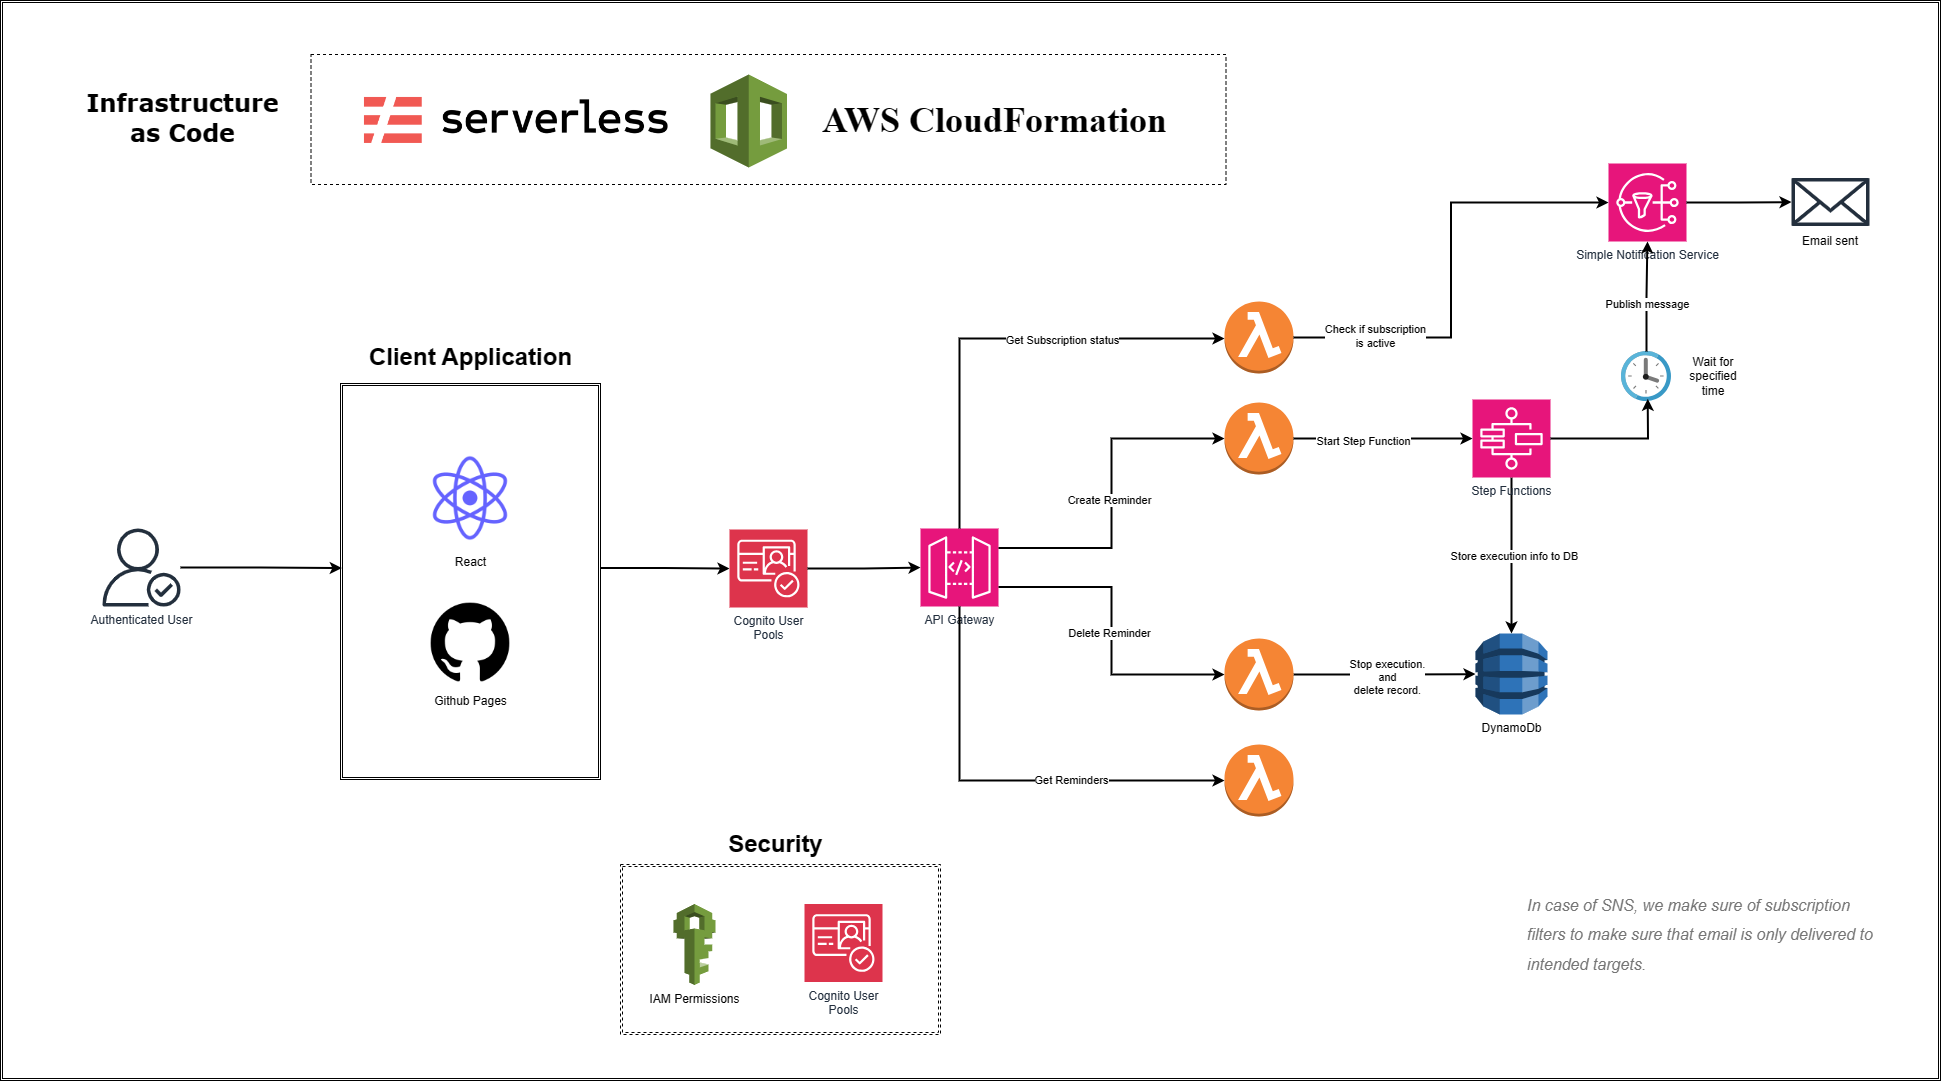 Infrastructure
as Code
serverless
AWS CloudFormation
Simple Notification Service
Email sent
Publish message
Wait for
specified
time
Get Subscription status
Check if subscription
is active
Client Application
React
Github Pages
Authenticated User
Cognito User
Pools
</>
API Gateway
Create Reminder
Start Step Function
Step Functions
Store execution info to DB
Delete Reminder
Stop execution.
and
delete record.
DynamoDb
Get Reminders
Security
IAM Permissions
Cognito User
Pools
In case of SNS, we make sure of subscription
filters to make sure that email is only delivered to
intended targets.